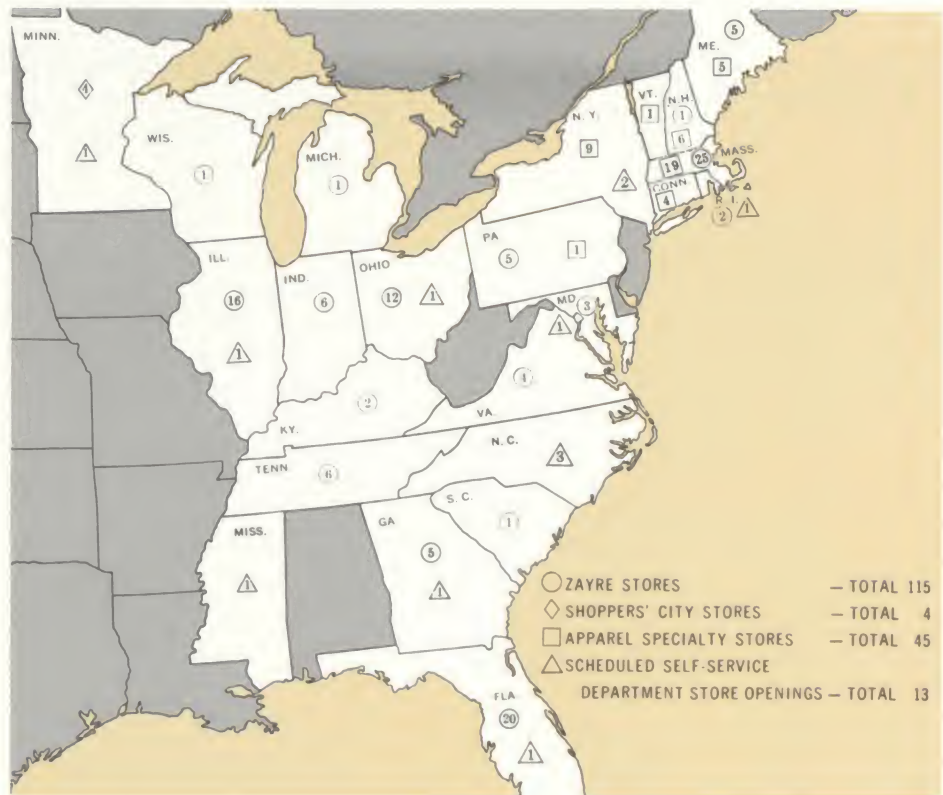 MINN.
4
1
WIS.
1
MICH.
1
ME.
5
5
VT.
1
N.H.
1
6
N.Y.
9
2
MASS.
19
25
CONN.
4
R.I.
2
1
PA
5
1
ILL.
16
1
IND.
6
OHIO
12
1
MD.
3
1
4
VA.
2
KY.
TENN.
6
N.C.
3
S.C.
1
MISS.
1
GA
5
1
FLA
20
1
○ ZAYRE STORES — TOTAL 115
◇ SHOPPERS' CITY STORES — TOTAL 4
□ APPAREL SPECIALTY STORES — TOTAL 45
△ SCHEDULED SELF-SERVICE
DEPARTMENT STORE OPENINGS — TOTAL 13